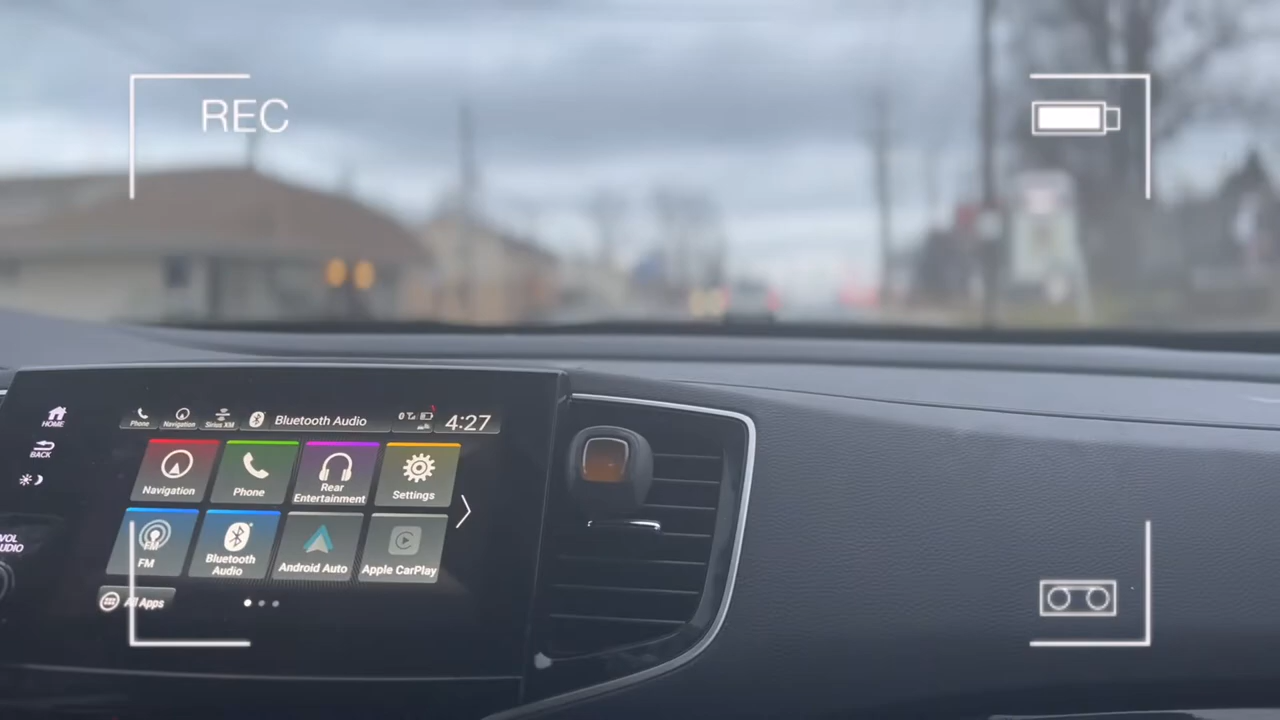 REC
HOME
BACK
VOL
AUDIO
Phone
Navigation
Sirius XM
Bluetooth Audio
4:27
Navigation
Phone
Rear
Entertainment
Settings
FM
FM
Bluetooth
Audio
Android Auto
Apple CarPlay
All Apps